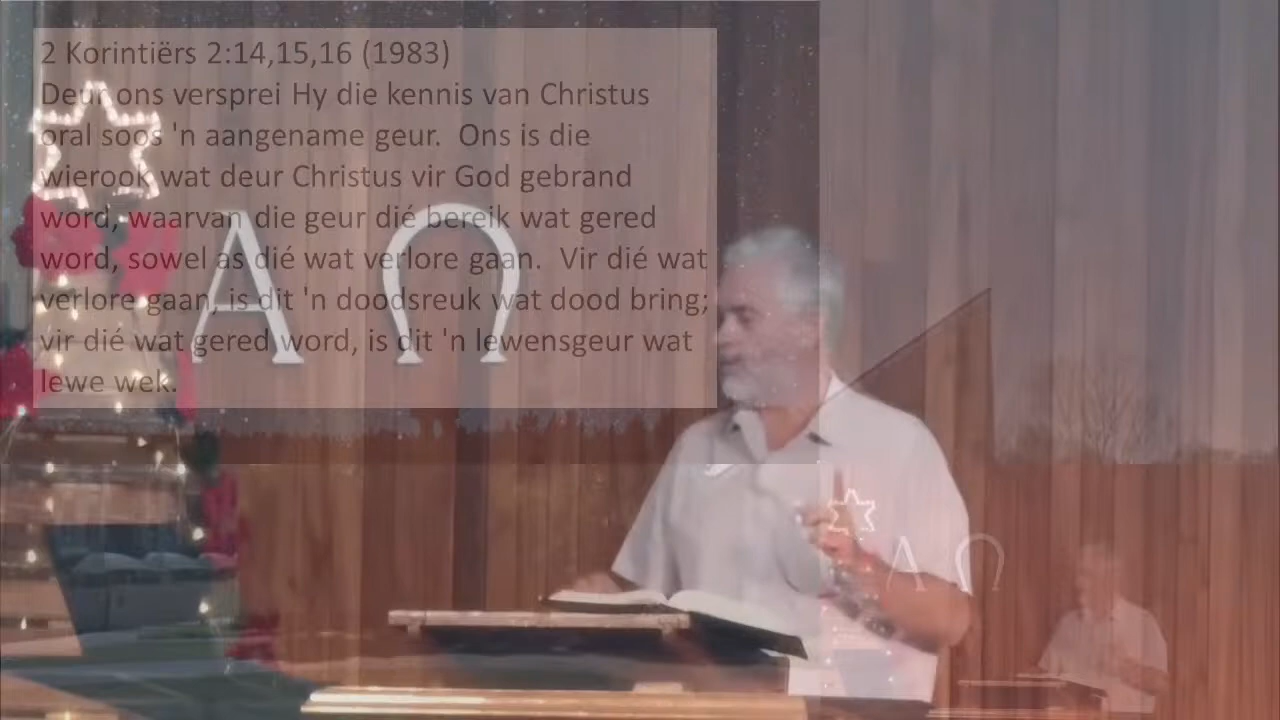 2 Korintiërs 2:14,15,16 (1983)
Deur ons versprei Hy die kennis van Christus
oral soos 'n aangename geur.  Ons is die
wierook wat deur Christus vir God gebrand
word, waarvan die geur dié bereik wat gered
word, sowel as dié wat verlore gaan.  Vir dié wat
verlore gaan, is dit 'n doodsreuk wat dood bring;
vir dié wat gered word, is dit 'n lewensgeur wat
lewe wek.
Α Ω
Α Ω